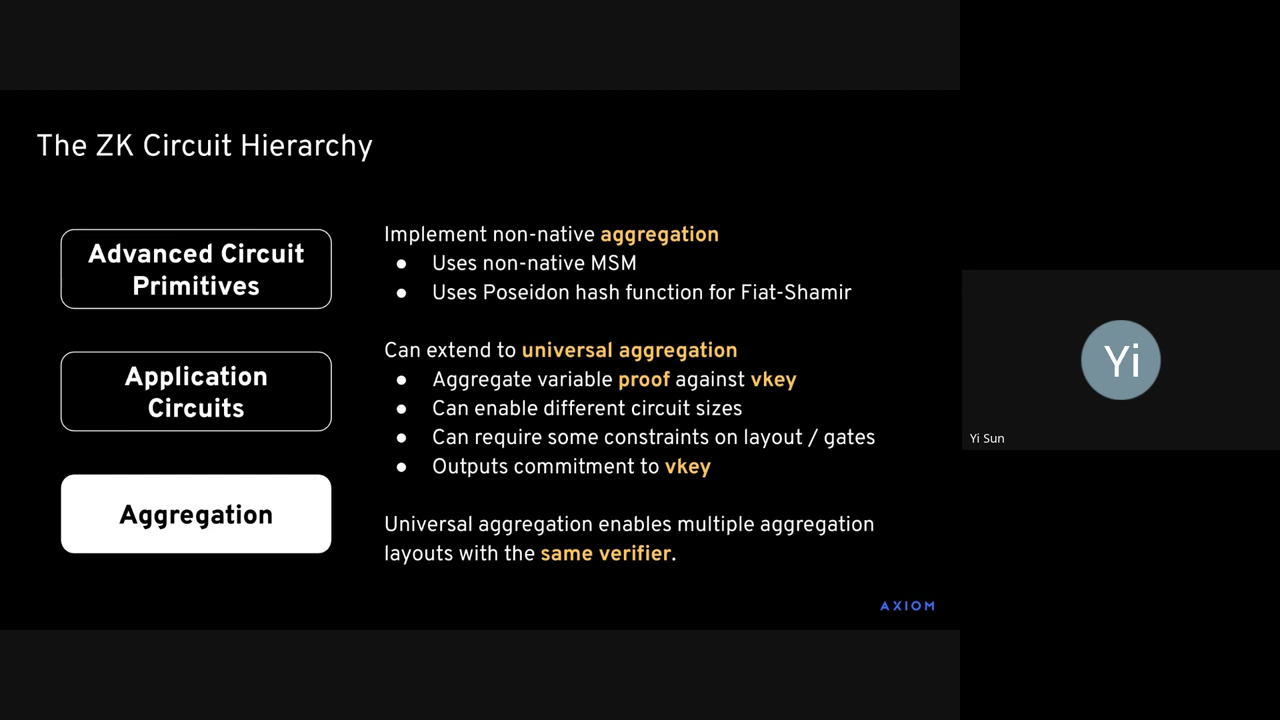 The ZK Circuit Hierarchy
Advanced Circuit
Primitives
Application
Circuits
Aggregation
Implement non-native aggregation
● Uses non-native MSM
● Uses Poseidon hash function for Fiat-Shamir
Can extend to universal aggregation
● Aggregate variable proof against vkey
● Can enable different circuit sizes
● Can require some constraints on layout / gates
● Outputs commitment to vkey
Universal aggregation enables multiple aggregation
layouts with the same verifier.
AXIOM
Yi
Yi Sun